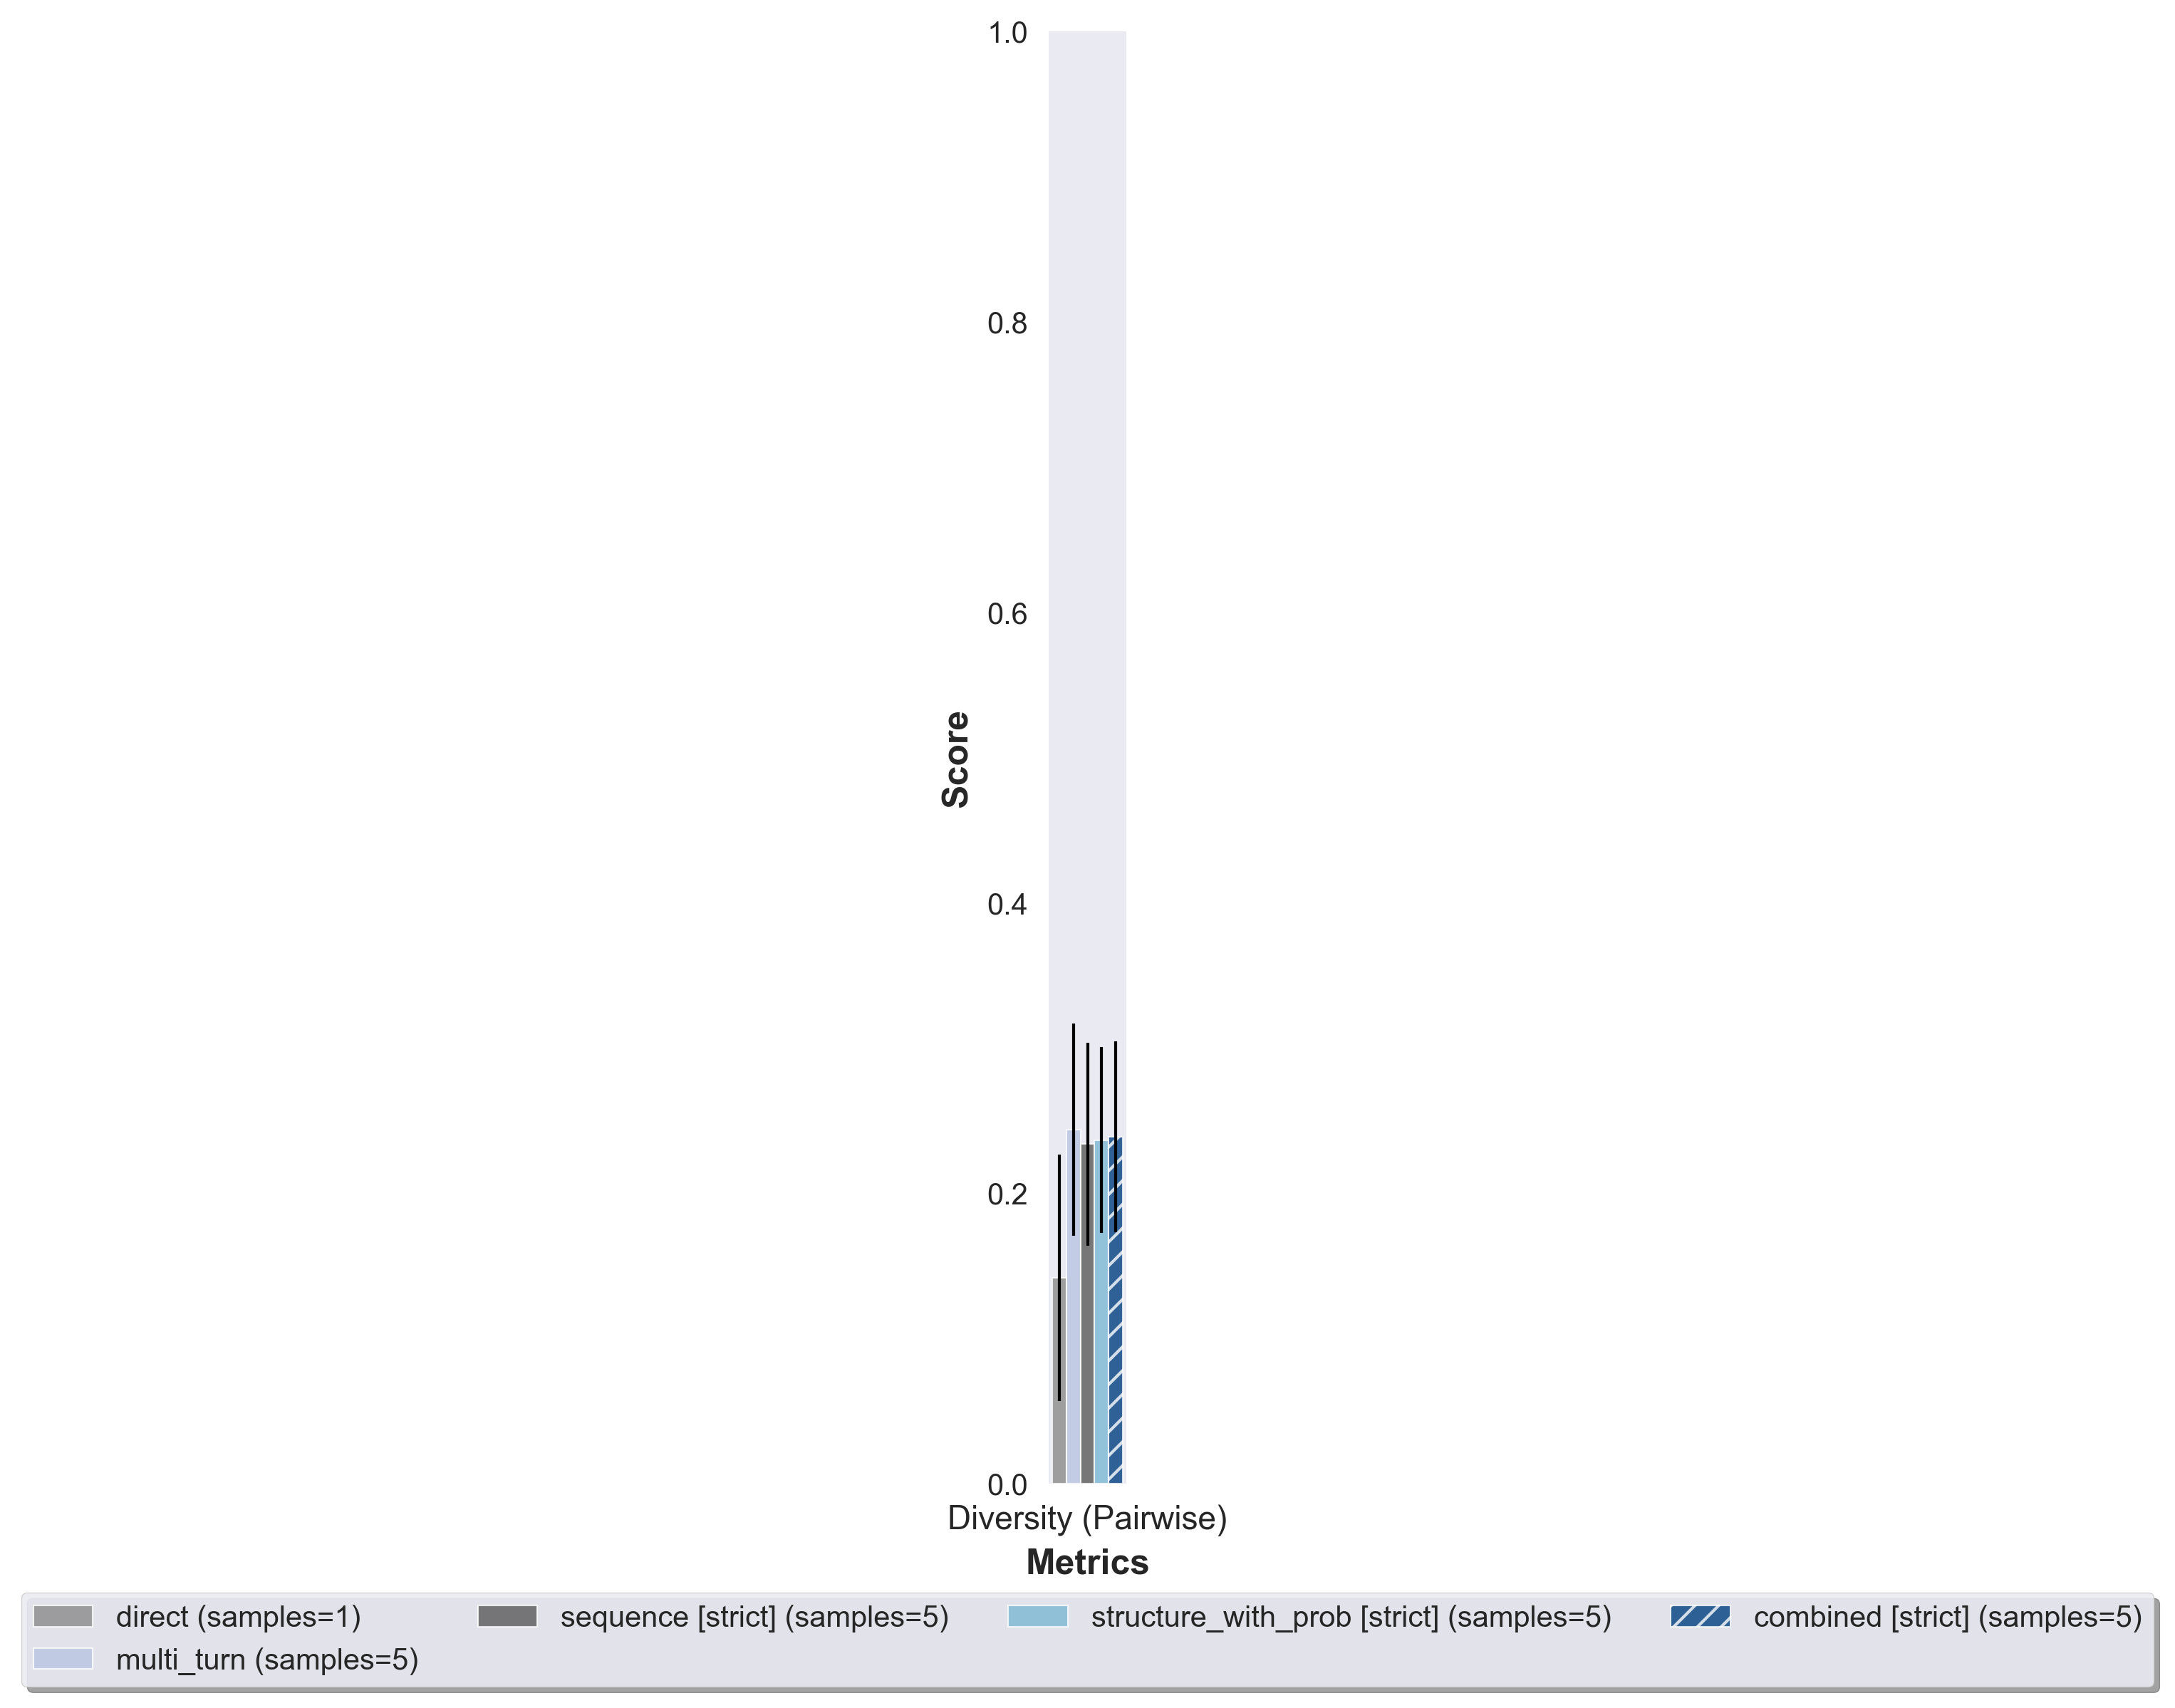 1.0
0.8
0.6
0.4
0.2
0.0
Score
Diversity (Pairwise)
Metrics
direct (samples=1)
multi_turn (samples=5)
sequence [strict] (samples=5)
structure_with_prob [strict] (samples=5)
combined [strict] (samples=5)